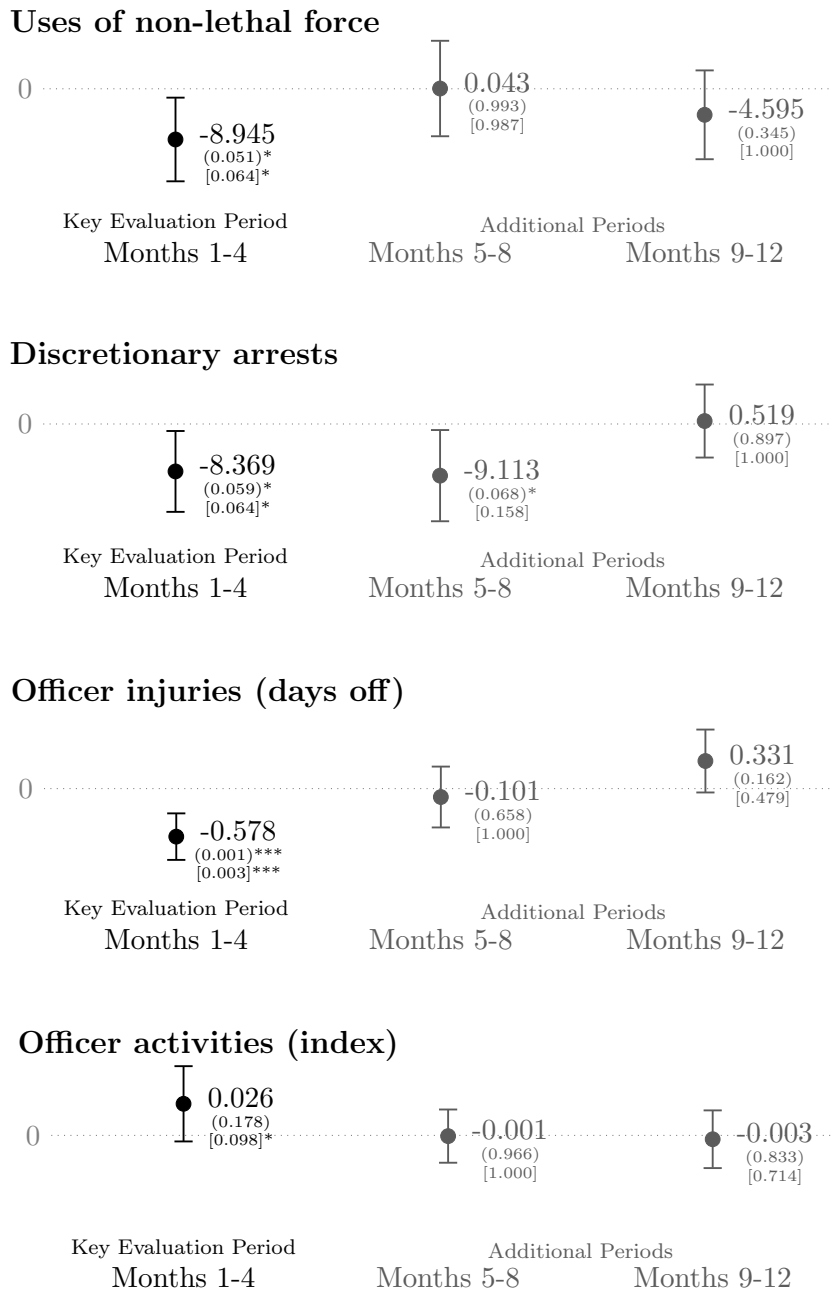 Uses of non-lethal force
0
-8.945
(0.051)*
[0.064]*
0.043
(0.993)
[0.987]
-4.595
(0.345)
[1.000]
Key Evaluation Period
Additional Periods
Months 1-4
Months 5-8
Months 9-12
Discretionary arrests
0
-8.369
(0.059)*
[0.064]*
-9.113
(0.068)*
[0.158]
0.519
(0.897)
[1.000]
Key Evaluation Period
Additional Periods
Months 1-4
Months 5-8
Months 9-12
Officer injuries (days off)
0
-0.578
(0.001)***
[0.003]***
-0.101
(0.658)
[1.000]
0.331
(0.162)
[0.479]
Key Evaluation Period
Additional Periods
Months 1-4
Months 5-8
Months 9-12
Officer activities (index)
0
0.026
(0.178)
[0.098]*
-0.001
(0.966)
[1.000]
-0.003
(0.833)
[0.714]
Key Evaluation Period
Additional Periods
Months 1-4
Months 5-8
Months 9-12